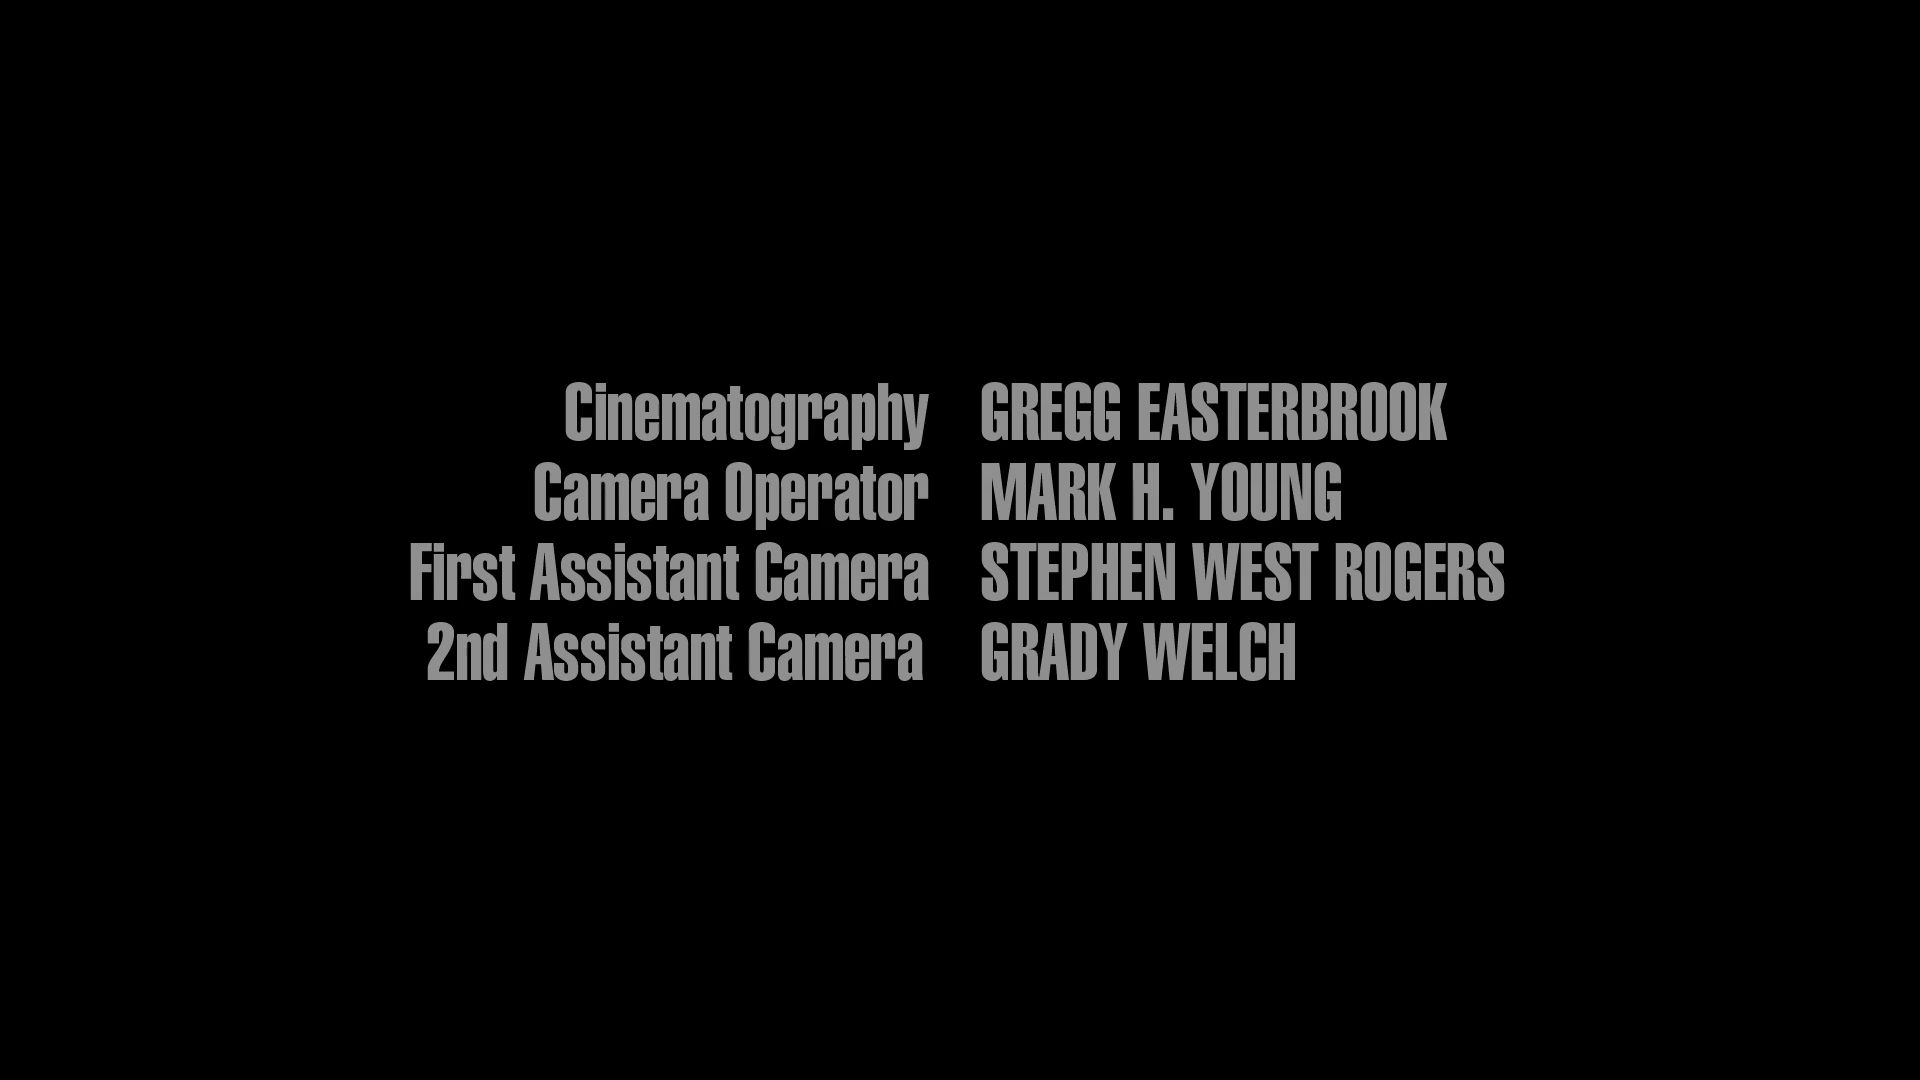 Cinematography GREGG EASTERBROOK
Camera Operator MARK H. YOUNG
First Assistant Camera STEPHEN WEST ROGERS
2nd Assistant Camera GRADY WELCH